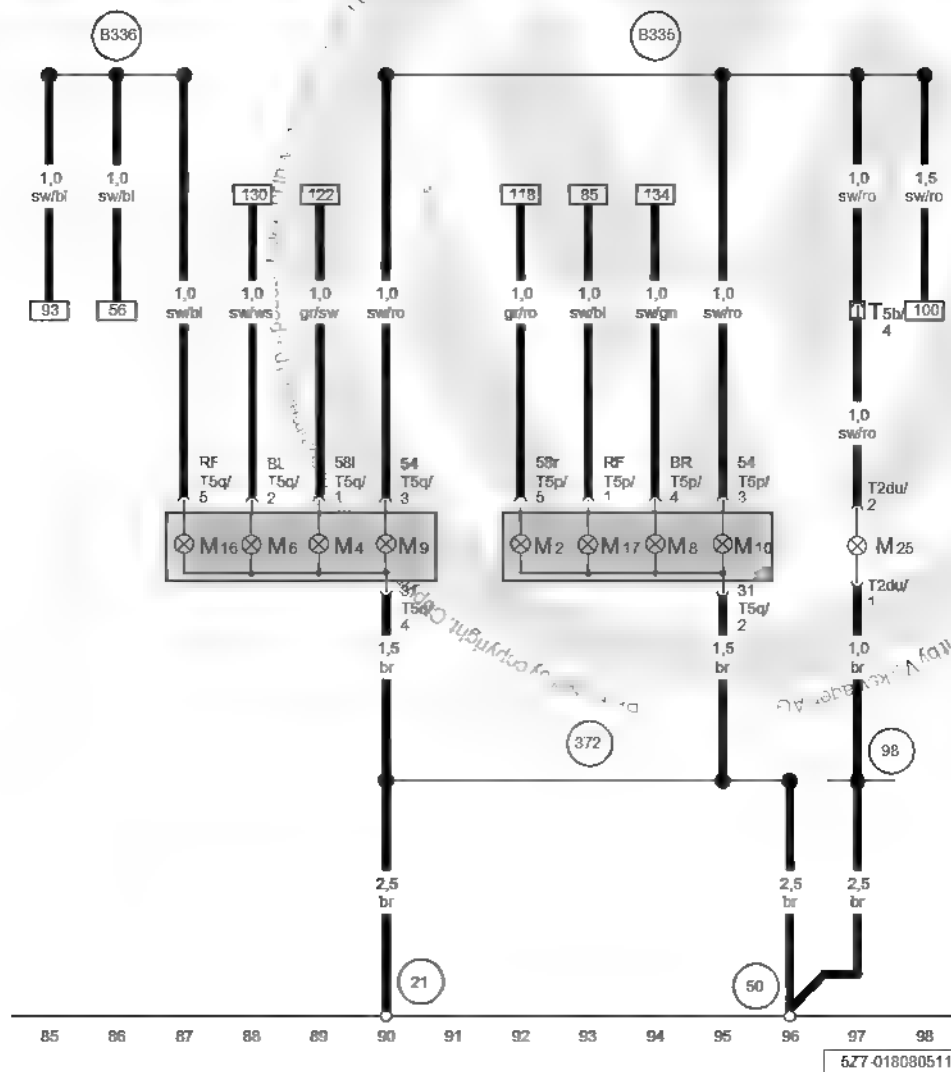 B336 B335
1,0 1,0 1,0 1,5
sw/bl sw/bl sw/ro sw/ro
130 122 118 85 134
93 56 T5b/ 100
4
1,0 1,0 1,0 1,0 1,0 1,0 1,0 1,0
sw/bl sw/ws gr/sw sw/ro gr/ro sw/bl sw/gn sw/ro
1,0
sw/ro
RF BL 58l 54 58r RF BR 54
T5q/ T5q/ T5q/ T5q/ T5p/ T5p/ T5p/ T5p/
5 2 1 3 5 1 4 3
T2du/
2
M16 M6 M4 M9 M2 M17 M8 M10 M25
31 31 T2du/
T5q/ T5q/ 1
4 2
1,5 1,5 1,0
br br br
by copyright. Copy
372 98
2,5 2,5 2,5
br br br
21 50
85 86 87 88 89 90 91 92 93 94 95 96 97 98
5Z7-018080511